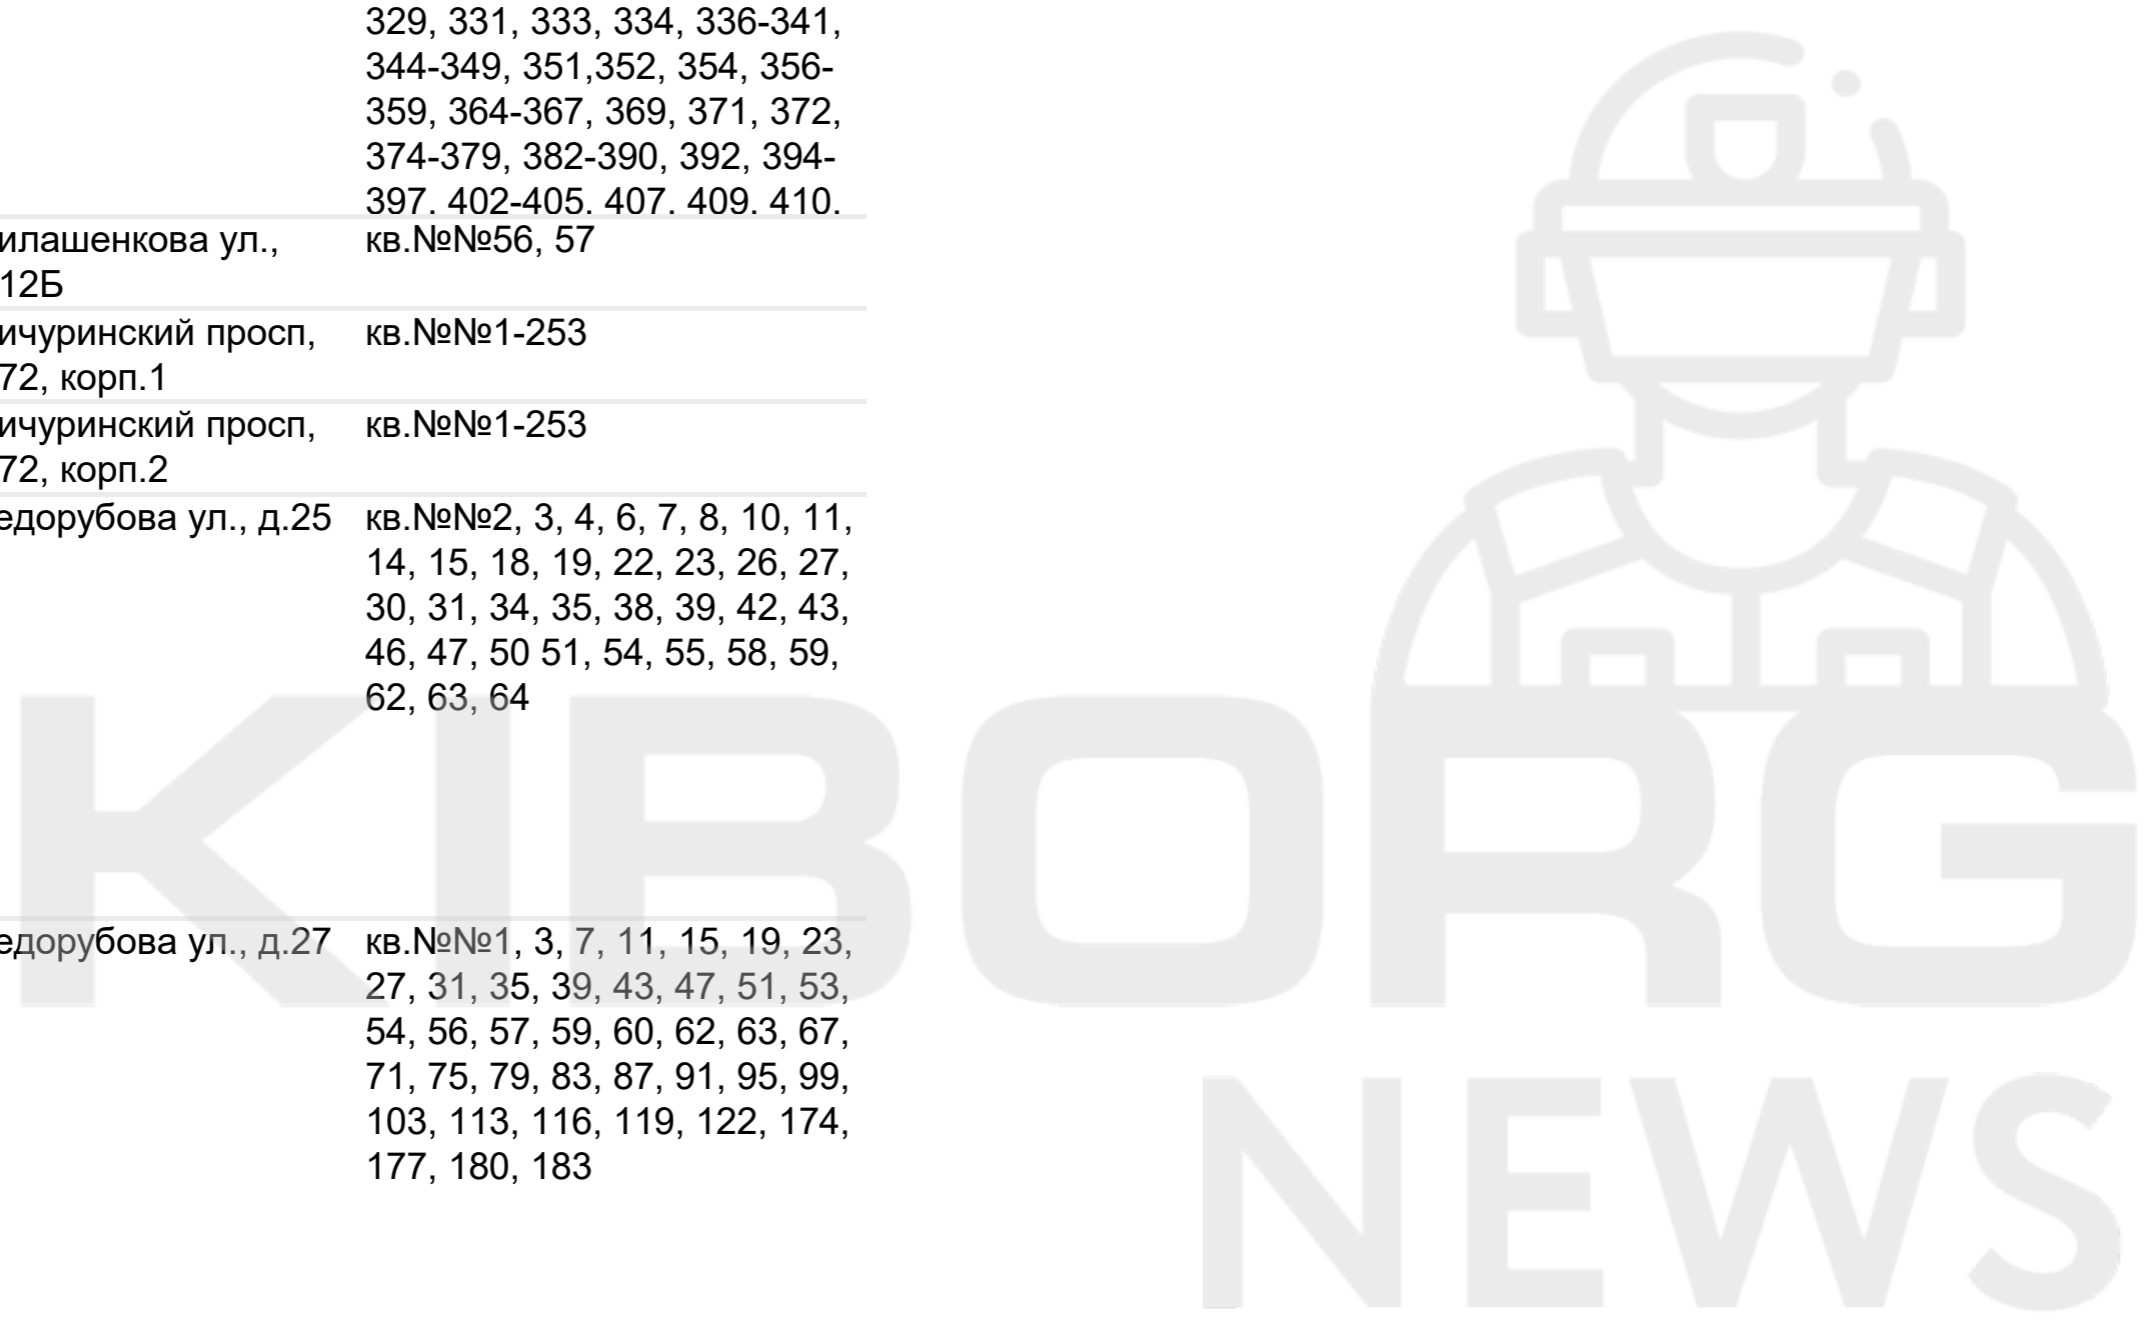 329, 331, 333, 334, 336-341,
344-349, 351,352, 354, 356-
359, 364-367, 369, 371, 372,
374-379, 382-390, 392, 394-
397, 402-405, 407, 409, 410,
илашенкова ул.,
12Б
кв.№№56, 57
ичуринский просп,
72, корп.1
кв.№№1-253
ичуринский просп,
72, корп.2
кв.№№1-253
едорубова ул., д.25
кв.№№2, 3, 4, 6, 7, 8, 10, 11,
14, 15, 18, 19, 22, 23, 26, 27,
30, 31, 34, 35, 38, 39, 42, 43,
46, 47, 50 51, 54, 55, 58, 59,
62, 63, 64
едорубова ул., д.27
кв.№№1, 3, 7, 11, 15, 19, 23,
27, 31, 35, 39, 43, 47, 51, 53,
54, 56, 57, 59, 60, 62, 63, 67,
71, 75, 79, 83, 87, 91, 95, 99,
103, 113, 116, 119, 122, 174,
177, 180, 183
KIBORG
NEWS